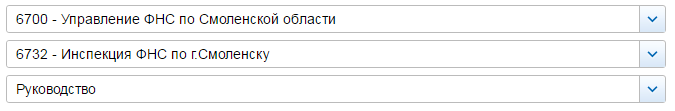 6700 - Управление ФНС по Смоленской области
6732 - Инспекция ФНС по г.Смоленску
Руководство